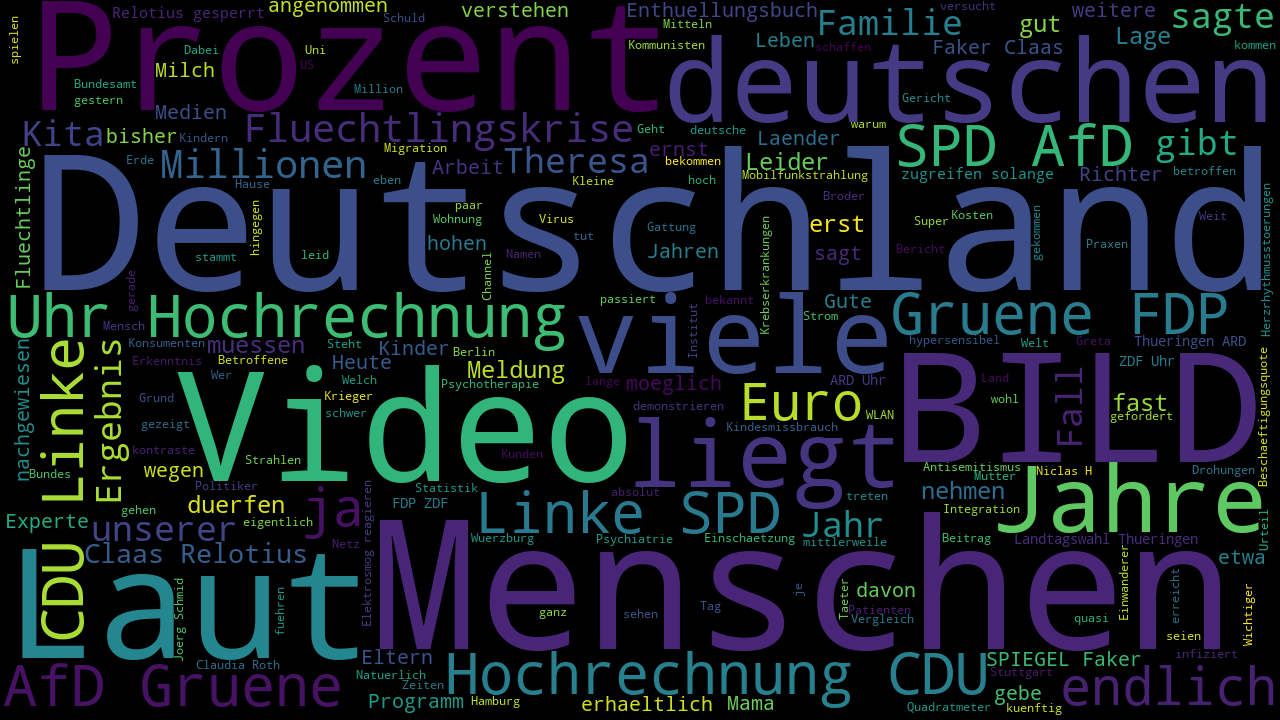 Relotius gesperrt
angenommen
Schuld
verstehen
Enthuellungsbuch
versucht
weitere
sagte
spielen
Prozent
Mitteln
Familie
gut
Lage
Dabei
Uni
US
Kommunisten
Leben
schaffen
Faker Claas
kommen
Milch
Bundesamt
gestern
Million
deutschen
Gericht
Medien
Kita
bisher
Kindern
Fluechtlingskrise
Geht
deutsche
Laender
warum
SPD AfD
gibt
Fluechtlinge
Erde
Millionen
Migration
Arbeit
Theresa
ernst
bekommen
Leider
Mobilfunkstrahlung
zugreifen solange
Richter
betroffen
Hause
eben
Kleine
hoch
Broder
Deutschland
hingegen
paar
Wohnung
Virus
Gattung
erst
Super
Kosten
Weit
stammt
leid
hohen
tut
Namen
Jahren
sagt
Bericht
gekommen
Praxen
Herzrhythmusstoerungen
gerade
Channel
passiert
bekannt
Krebserkrankungen
Gute
Strom
Uhr Hochrechnung
Mensch
viele
Institut
Gruene FDP
nachgewiesen
Konsumenten
muessen
Steht
Kinder
Berlin
hypersensibel
Welt
Greta
Thueringen ARD
Erkenntnis
Betroffene
Heute
Meldung
ZDF Uhr
Linke
Ergebnis
Wer
Welch
Psychotherapie
lange
moeglich
ARD Uhr
Land
BILD
Fall
Beschaeftigungsquote
Grund
Krieger
Video
demonstrieren
Euro
WLAN
wohl
fast
gefordert
gezeigt
schwer
Kindesmissbrauch
liegt
kontraste
Strahlen
Kunden
Bundes
wegen
Politiker
Antisemitismus
Niclas H
Drohungen
Mutter
Statistik
absolut
treten
nehmen
Integration
Jahre
duerfen
ja
FDP ZDF
Experte
gehen
unserer
eigentlich
Linke SPD
Jahr
Urteil
CDU
Netz
Elektrosmog reagieren
Wuerzburg
Psychiatrie
Einschaetzung
mittlerweile
Beitrag
Landtagswahl Thueringen
Claas Relotius
etwa
Laut
Joerg Schmid
fuehren
Menschen
ganz
sehen
Tag
je
Taeter
davon
Patienten
Vergleich
quasi
Einwanderer
erreicht
seien
Wichtiger
Claudia Roth
Eltern
infiziert
AfD Gruene
Natuerlich
Zeiten
Programm
Hamburg
Hochrechnung CDU
erhaeltlich
Mama
SPIEGEL Faker
Stuttgart
gebe
Quadratmeter
kuenftig
endlich